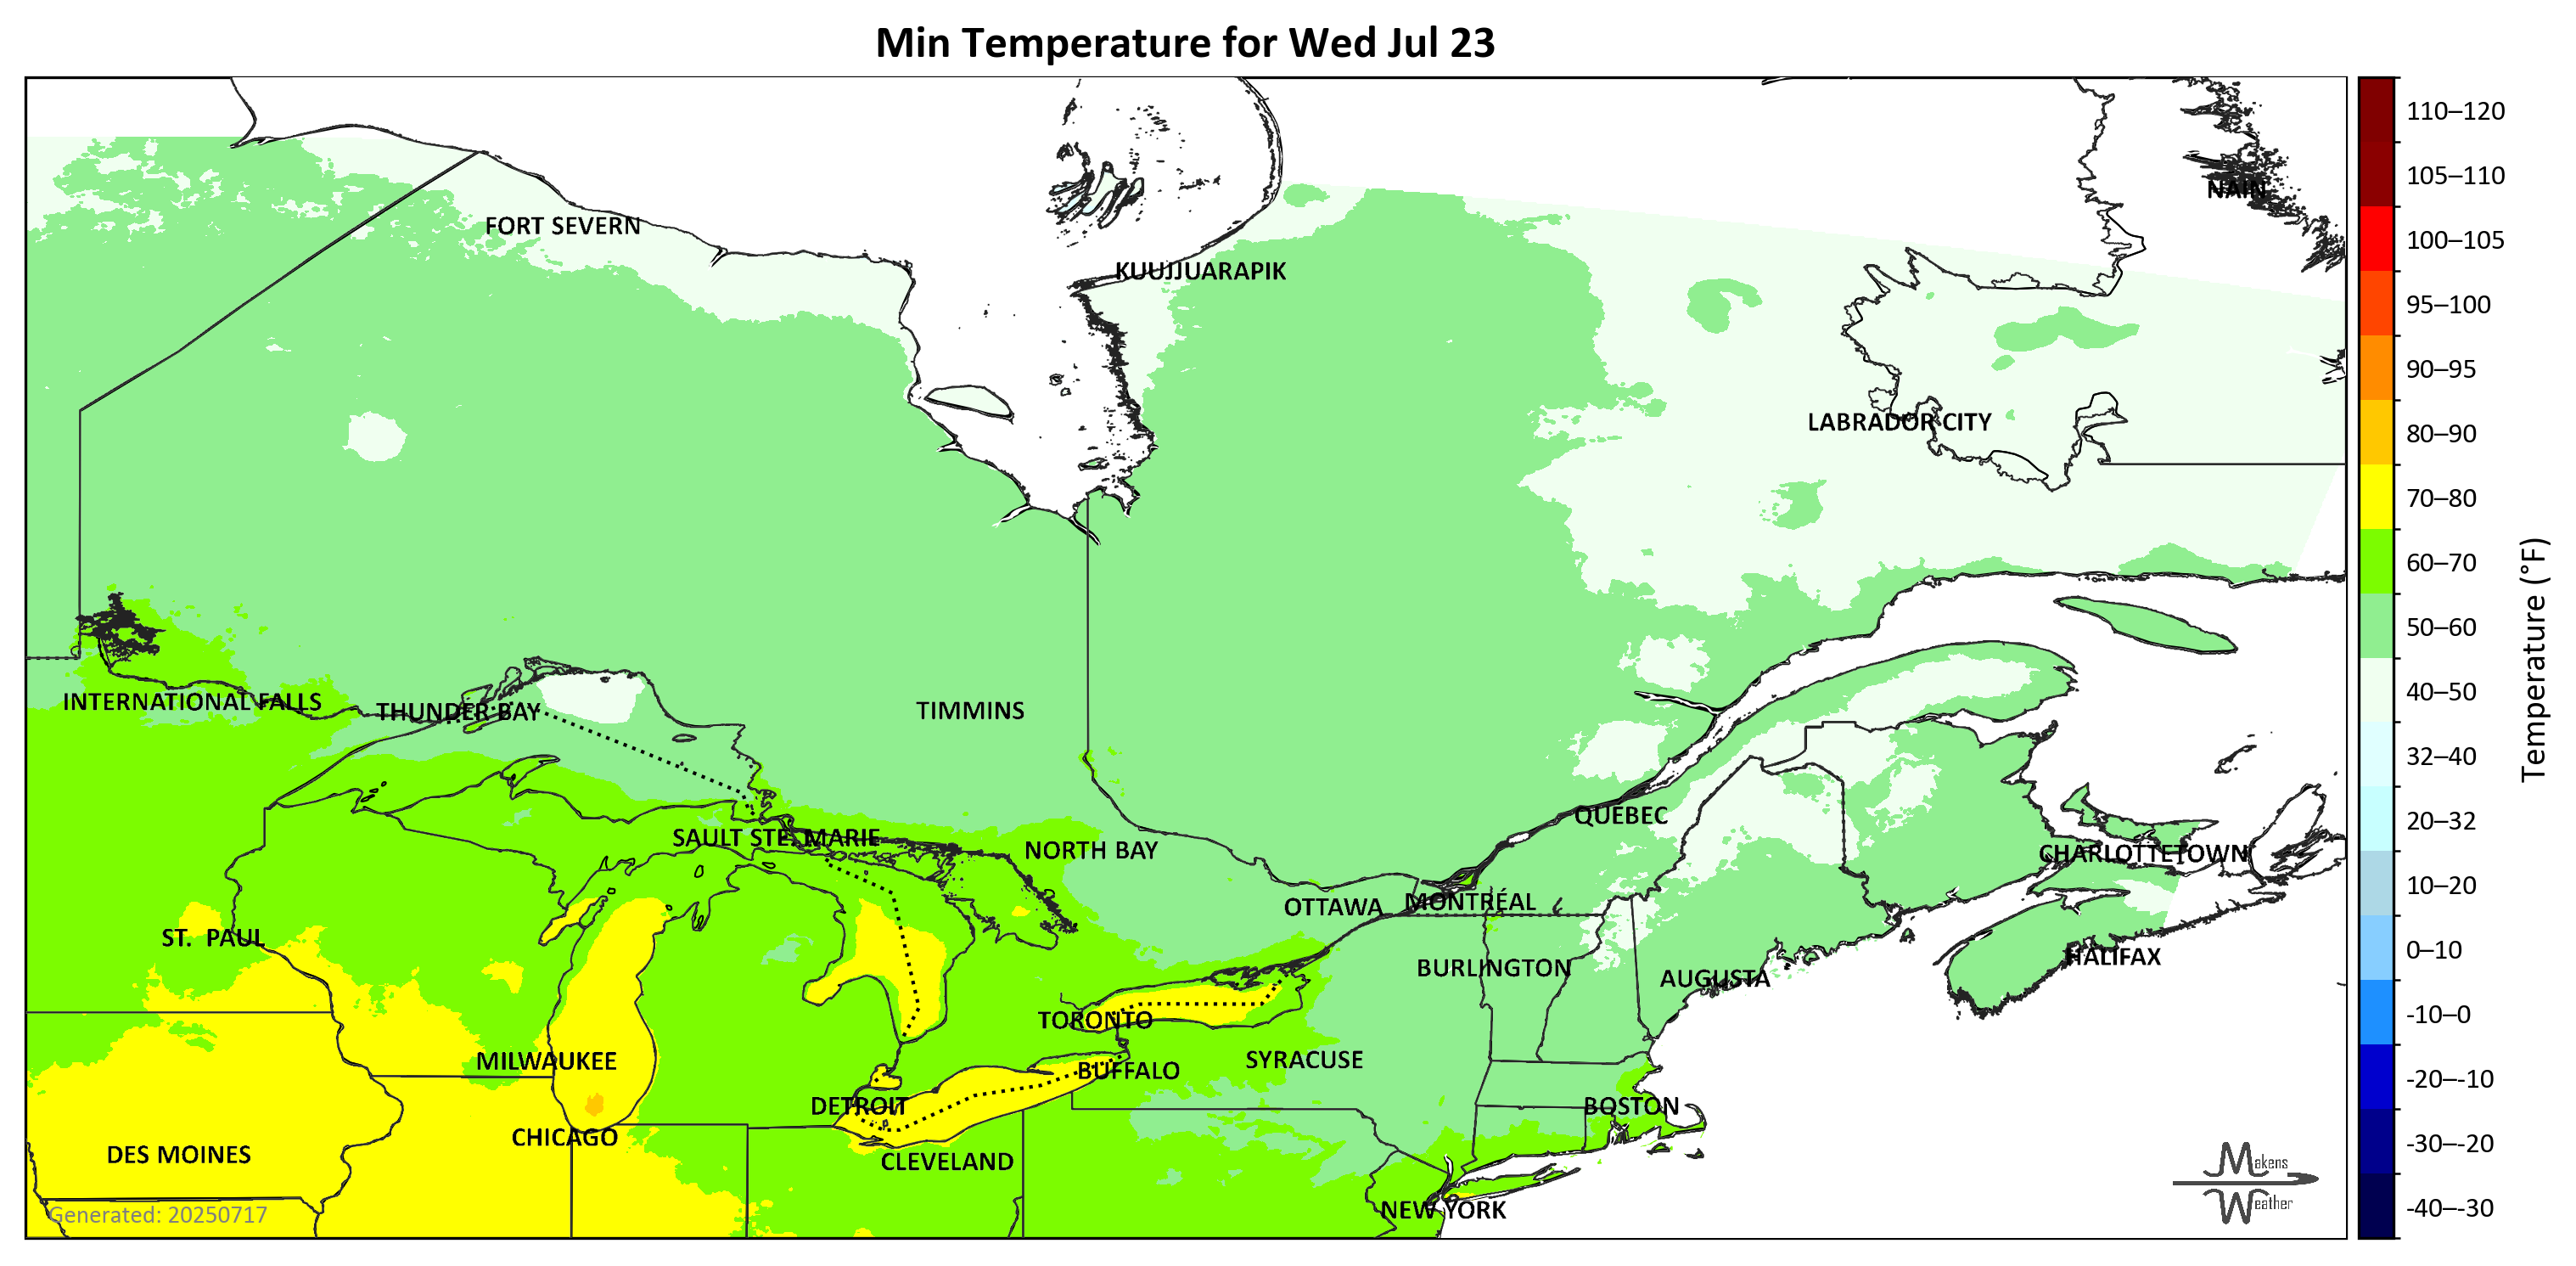 Min Temperature for Wed Jul 23
110–120
105–110
NAIN
FORT SEVERN
100–105
KUUJJUARAPIK
95–100
90–95
LABRADOR CITY
80–90
70–80
60–70
50–60
Temperature (°F)
INTERNATIONAL FALLS
THUNDER BAY
TIMMINS
40–50
32–40
QUÉBEC
20–32
SAULT STE. MARIE
NORTH BAY
CHARLOTTETOWN
10–20
OTTAWA
MONTRÉAL
ST. PAUL
0–10
HALIFAX
BURLINGTON
AUGUSTA
TORONTO
-10–0
MILWAUKEE
SYRACUSE
BUFFALO
-20–-10
DETROIT
BOSTON
CHICAGO
-30–-20
DES MOINES
CLEVELAND
Makens
Weather
NEW YORK
-40–-30
Generated: 20250717